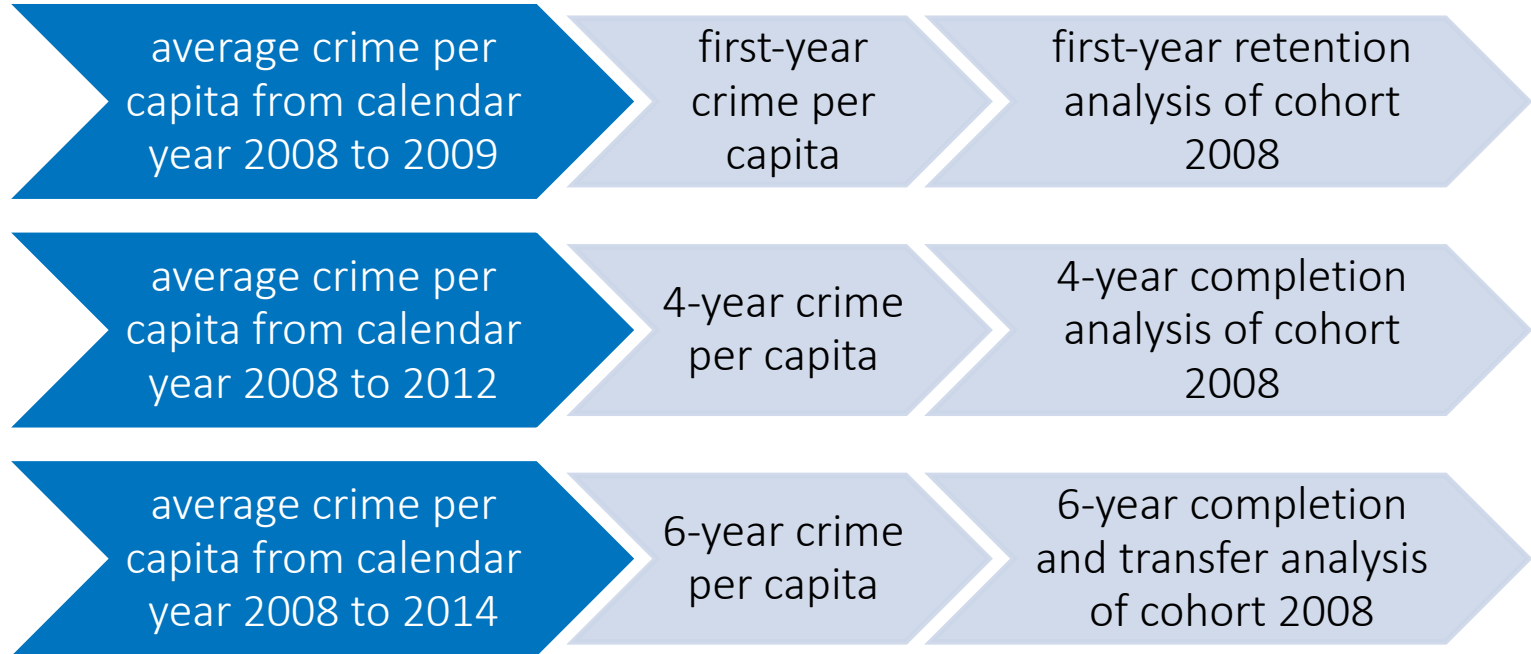 average crime per
capita from calendar
year 2008 to 2009
first-year
crime per
capita
first-year retention
analysis of cohort
2008
average crime per
capita from calendar
year 2008 to 2012
4-year crime
per capita
4-year completion
analysis of cohort
2008
average crime per
capita from calendar
year 2008 to 2014
6-year crime
per capita
6-year completion
and transfer analysis
of cohort 2008